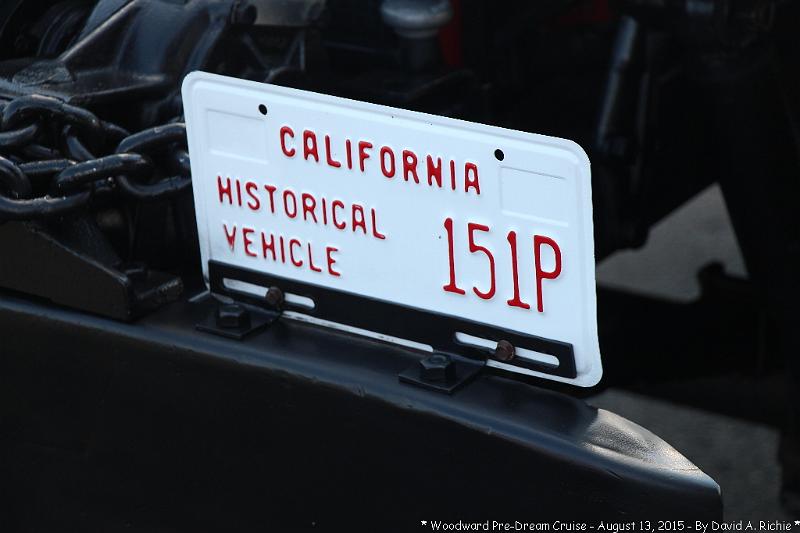 CALIFORNIA
HISTORICAL
VEHICLE
151P
* Woodward Pre-Dream Cruise - August 13, 2015 - By David A. Richie *